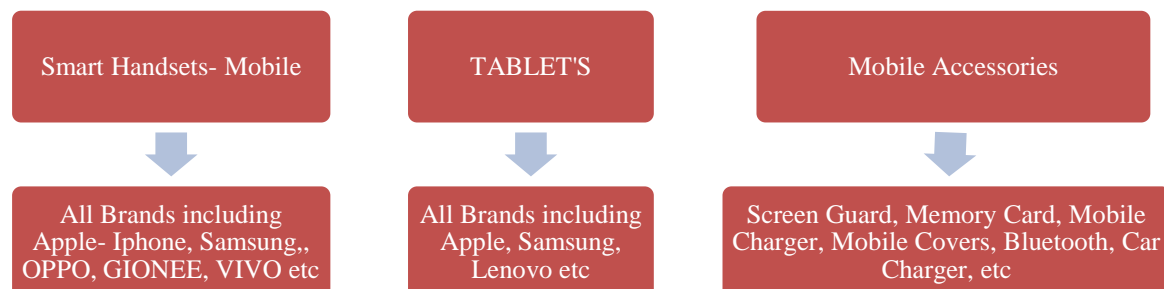 Smart Handsets- Mobile
TABLET'S
Mobile Accessories
All Brands including
Apple- Iphone, Samsung,,
OPPO, GIONEE, VIVO etc
All Brands including
Apple, Samsung,
Lenovo etc
Screen Guard, Memory Card, Mobile
Charger, Mobile Covers, Bluetooth, Car
Charger, etc